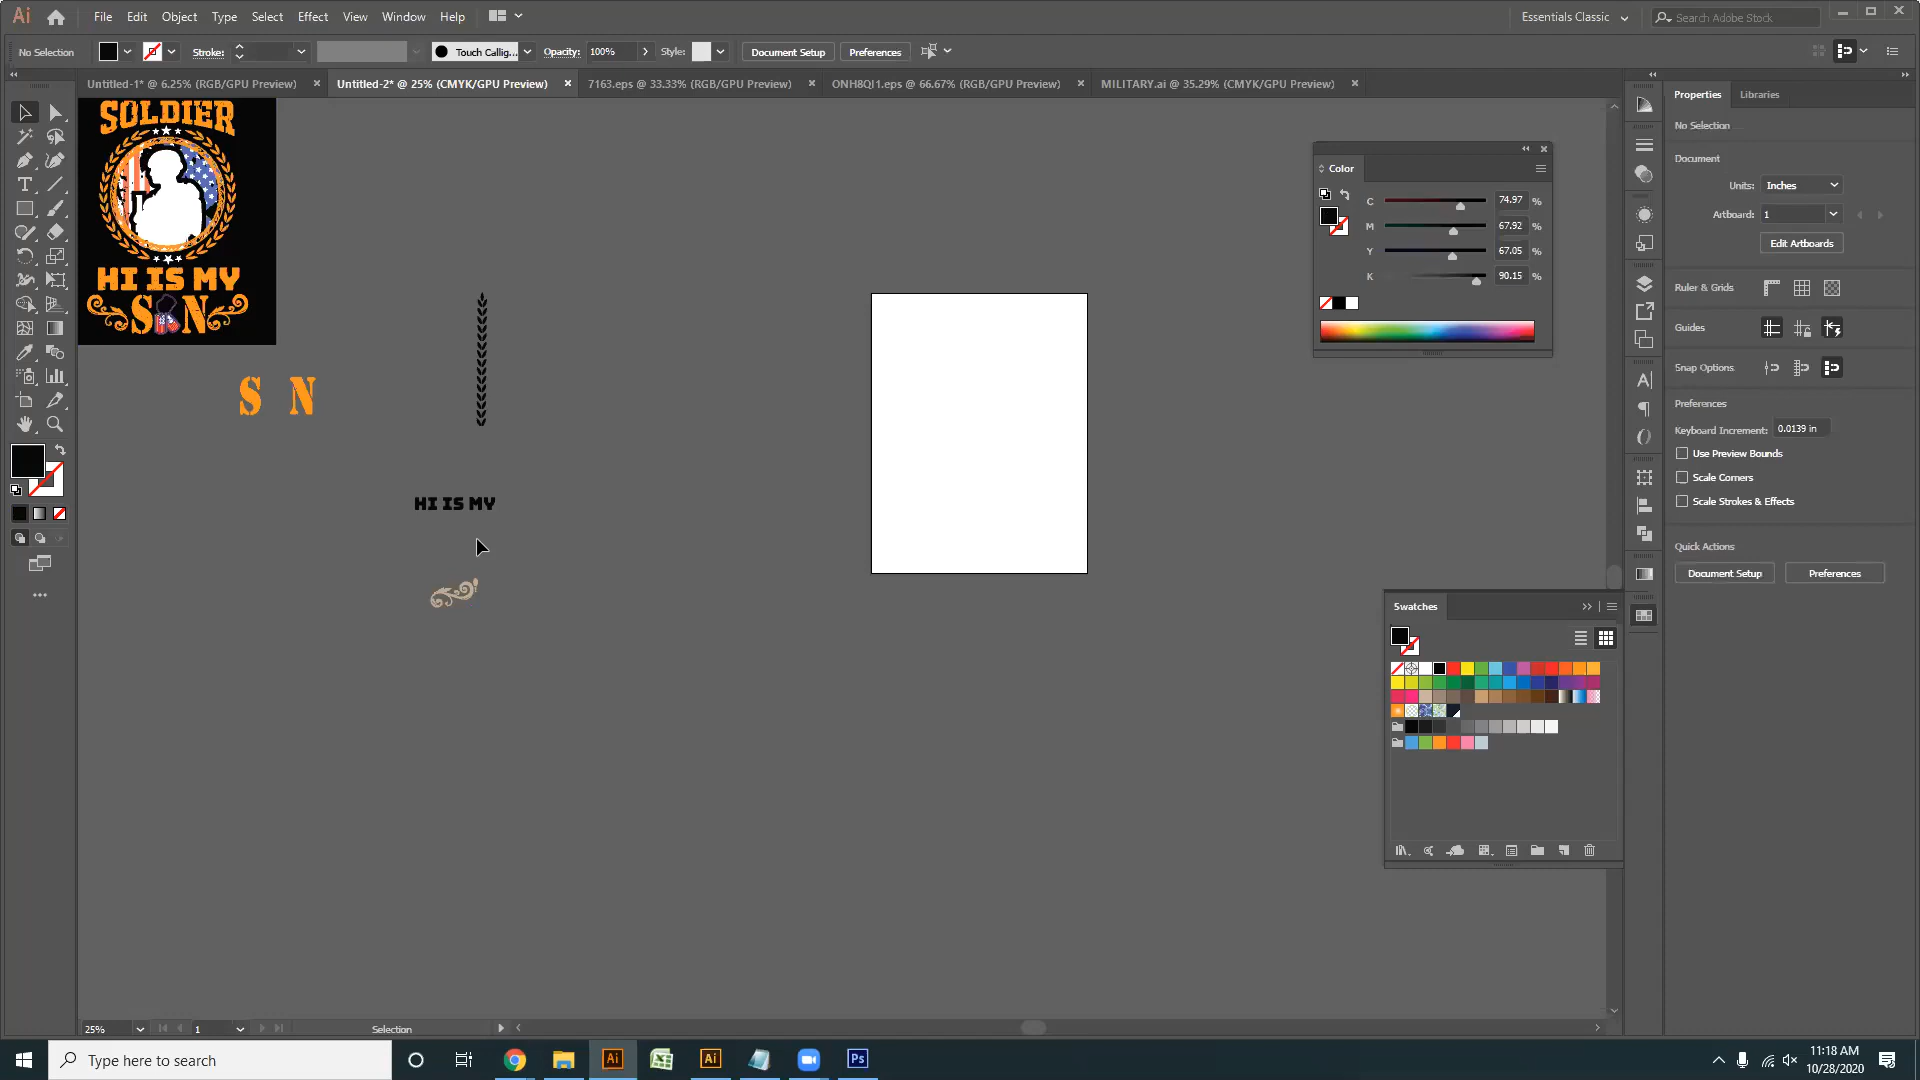 Ai File Edit Object Type Select Effect View Window Help Essentials Classic Search Adobe Stock
No Selection Stroke: Touch Callig... Opacity: 100% Style: Document Setup Preferences
Untitled-1* @ 6.25% (RGB/GPU Preview) Untitled-2* @ 25% (CMYK/GPU Preview) 7163.eps @ 33.33% (RGB/GPU Preview) ONH8QJ1.eps @ 66.67% (RGB/GPU Preview) MILITARY.ai @ 35.29% (CMYK/GPU Preview)
SOLDIER
HI IS MY
S N
S N
HI IS MY
Color
C 74.97 %
M 67.92 %
Y 67.05 %
K 90.15 %
Swatches
Properties Libraries
No Selection
Document
Units: Inches
Artboard: 1
Edit Artboards
Ruler & Grids
Guides
Snap Options
Preferences
Keyboard Increment: 0.0139 in
Use Preview Bounds
Scale Corners
Scale Strokes & Effects
Quick Actions
Document Setup Preferences
25% 1 Selection
Type here to search Ai Ai Ps 11:18 AM
10/28/2020